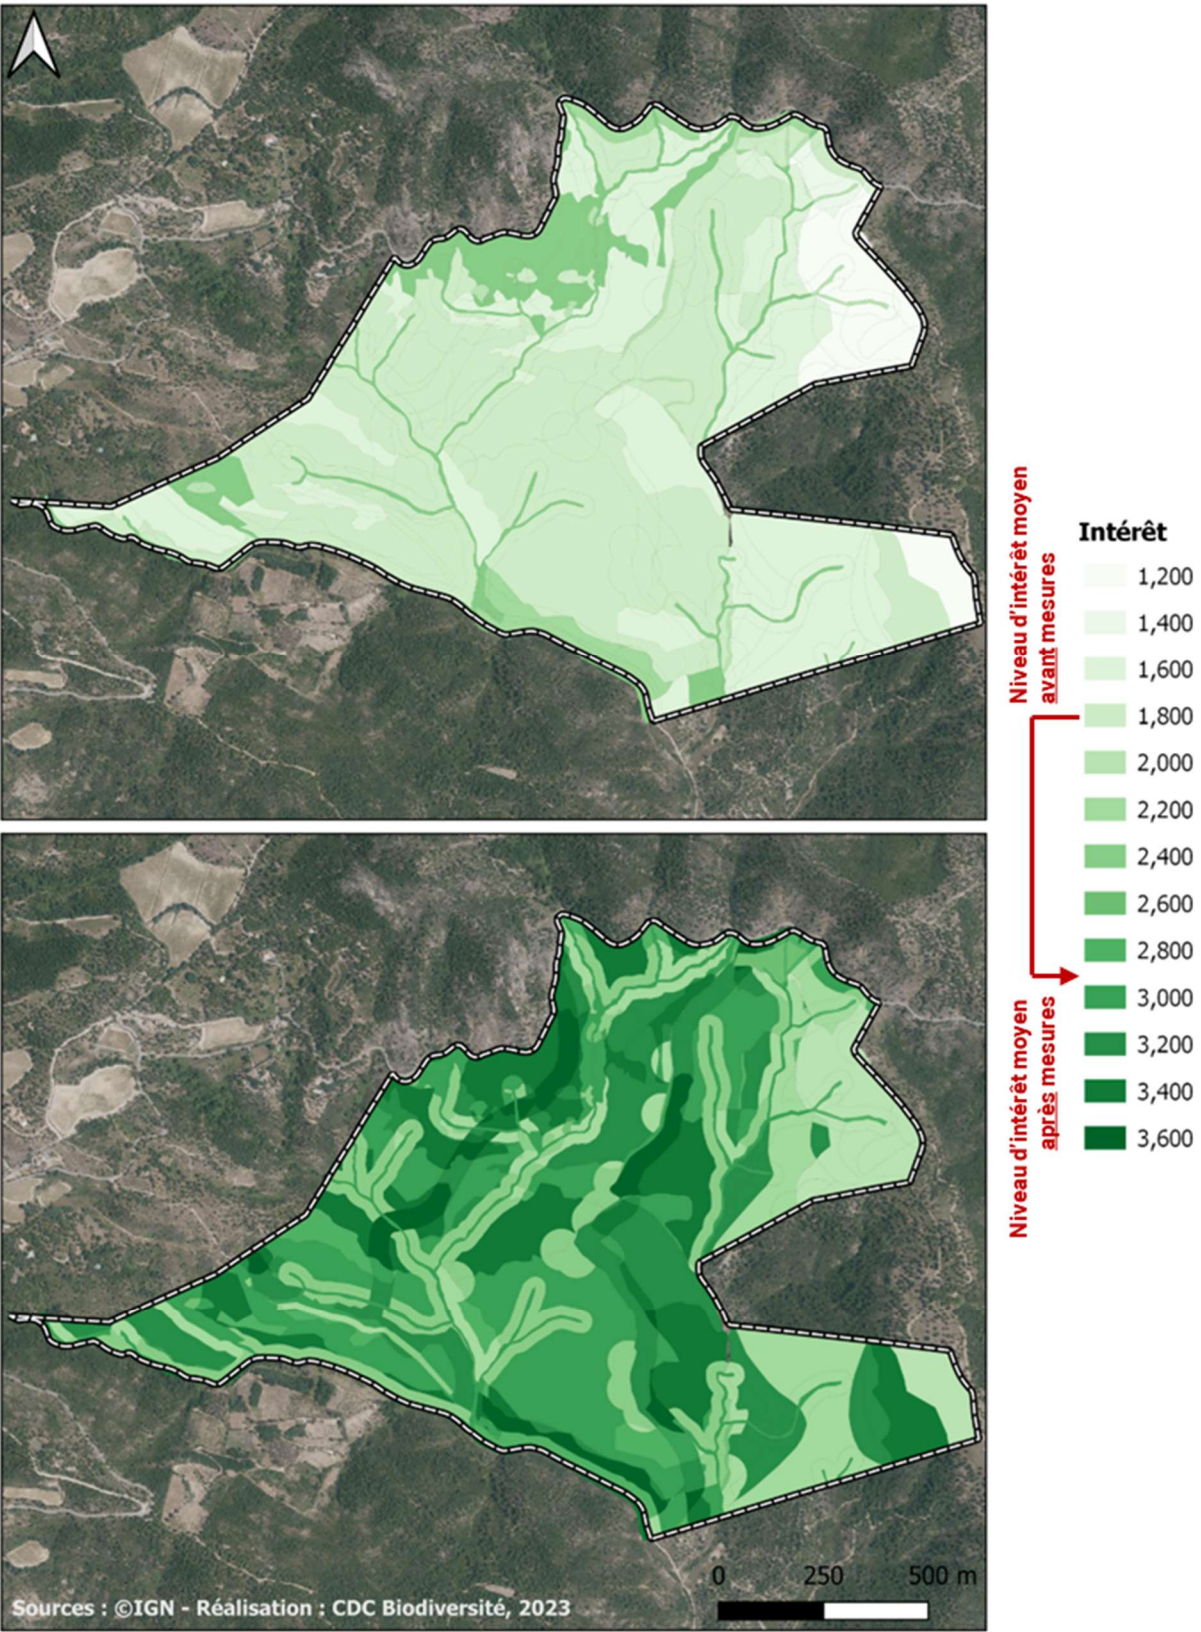 Niveau d'intérêt moyen
avant mesures
Intérêt
1,200
1,400
1,600
1,800
2,000
2,200
2,400
2,600
2,800
3,000
3,200
3,400
3,600
Niveau d'intérêt moyen
après mesures
0 250 500 m
Sources : ©IGN - Réalisation : CDC Biodiversité, 2023